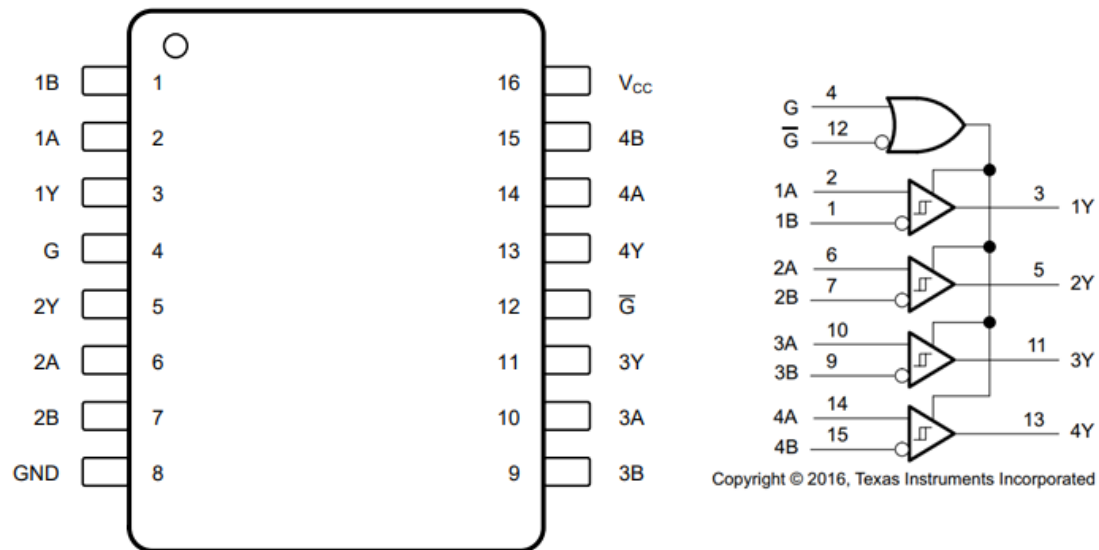 1B 1 16 VCC
1A 2 15 4B
1Y 3 14 4A
G 4 13 4Y
2Y 5 12 G̅
2A 6 11 3Y
2B 7 10 3A
GND 8 9 3B
G 4
G̅ 12
1A 2
1B 1
3 1Y
2A 6
2B 7
5 2Y
3A 10
3B 9
11 3Y
4A 14
4B 15
13 4Y
Copyright © 2016, Texas Instruments Incorporated